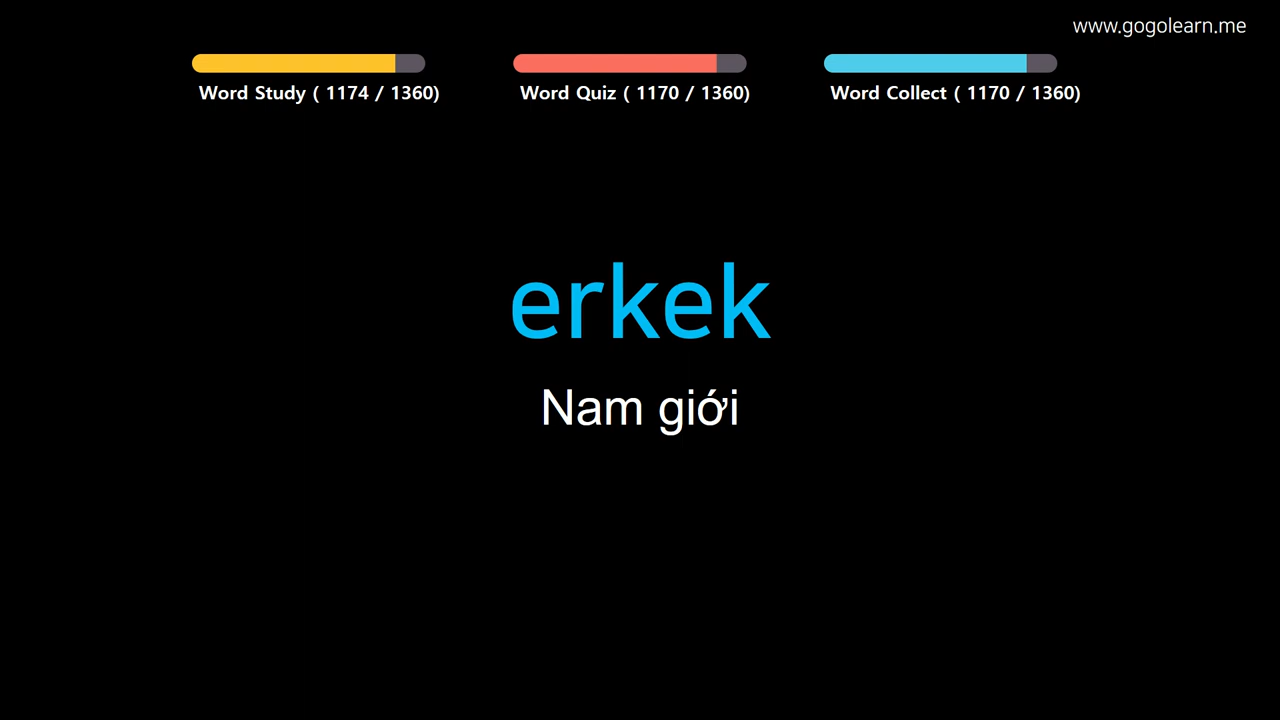 www.gogolearn.me
Word Study ( 1174 / 1360)
Word Quiz ( 1170 / 1360)
Word Collect ( 1170 / 1360)
erkek
Nam giới